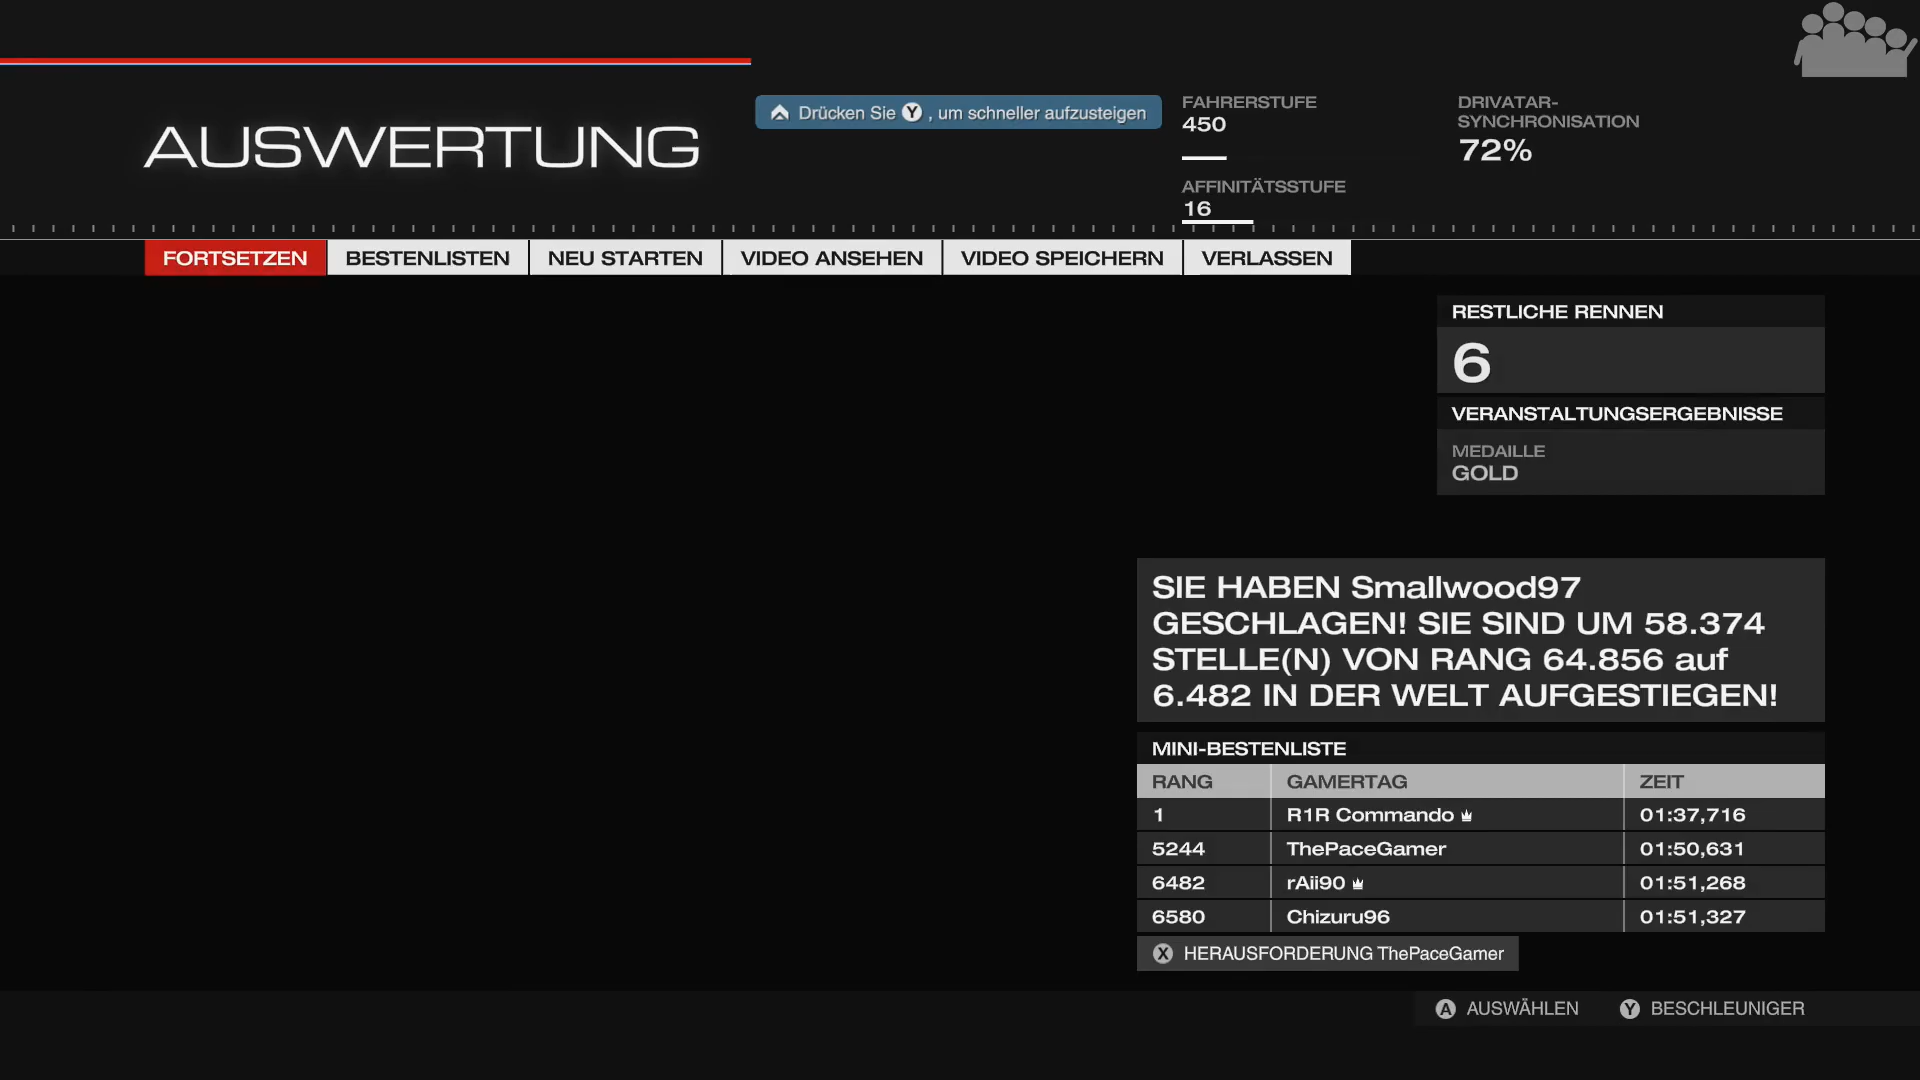 AUSWERTUNG
Drücken Sie Y , um schneller aufzusteigen
FAHRERSTUFE
450
AFFINITÄTSSTUFE
16
DRIVATAR-
SYNCHRONISATION
72%
FORTSETZEN BESTENLISTEN NEU STARTEN VIDEO ANSEHEN VIDEO SPEICHERN VERLASSEN
RESTLICHE RENNEN
6
VERANSTALTUNGSERGEBNISSE
MEDAILLE
GOLD
SIE HABEN Smallwood97
GESCHLAGEN! SIE SIND UM 58.374
STELLE(N) VON RANG 64.856 auf
6.482 IN DER WELT AUFGESTIEGEN!
MINI-BESTENLISTE
RANG GAMERTAG ZEIT
1 R1R Commando 01:37,716
5244 ThePaceGamer 01:50,631
6482 rAii90 01:51,268
6580 Chizuru96 01:51,327
X HERAUSFORDERUNG ThePaceGamer
A AUSWÄHLEN Y BESCHLEUNIGER